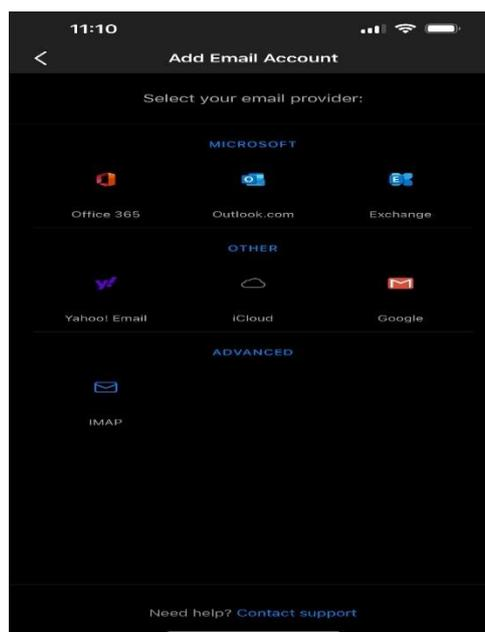 11:10
Add Email Account
Select your email provider:
MICROSOFT
Office 365 Outlook.com Exchange
OTHER
Yahoo! Email iCloud Google
ADVANCED
IMAP
Need help? Contact support